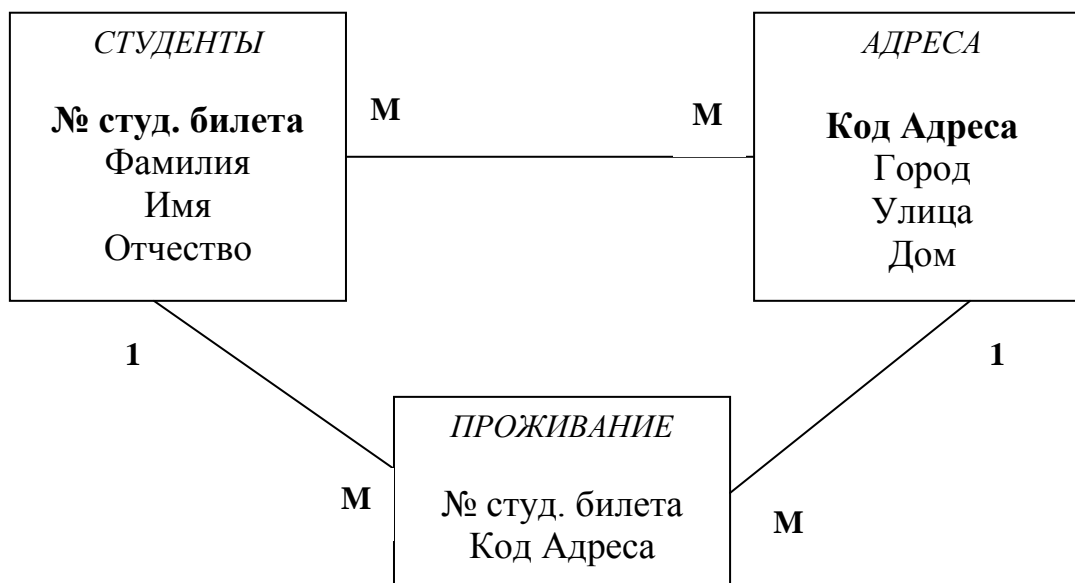 СТУДЕНТЫ
№ студ. билета
Фамилия
Имя
Отчество
М
М
АДРЕСА
Код Адреса
Город
Улица
Дом
1
1
ПРОЖИВАНИЕ
№ студ. билета
Код Адреса
М
М